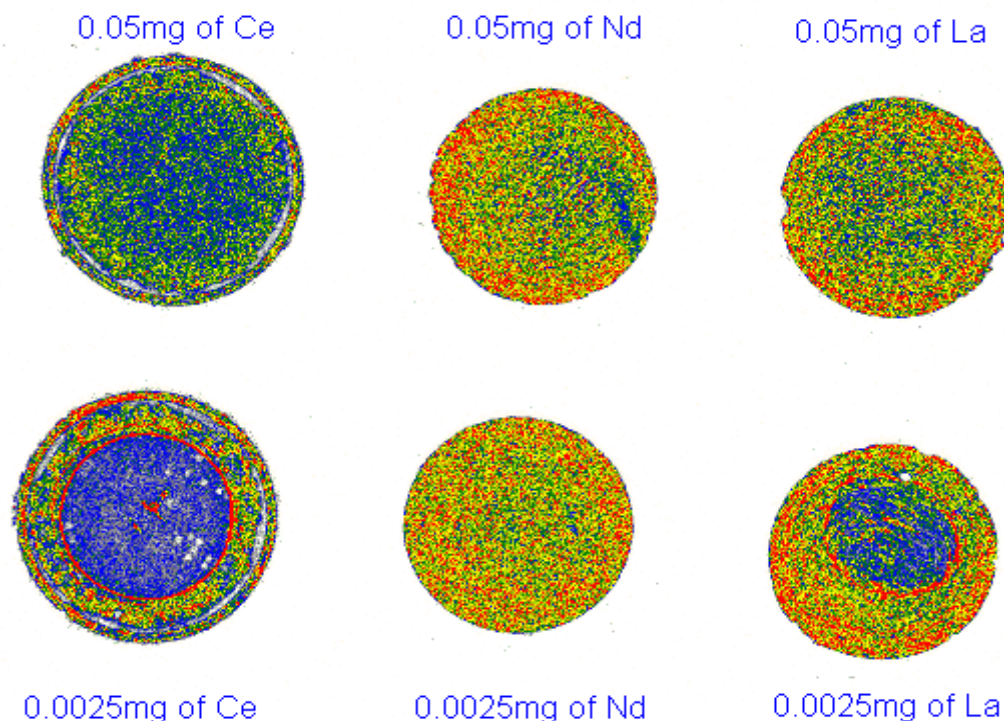 0.05mg of Ce
0.05mg of Nd
0.05mg of La
0.0025mg of Ce
0.0025mg of Nd
0.0025mg of La